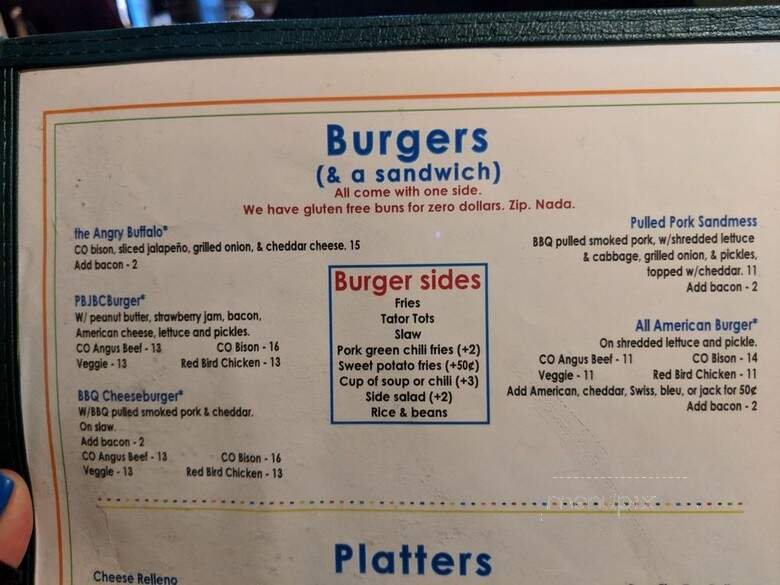 Burgers
(& a sandwich)
All come with one side.
We have gluten free buns for zero dollars. Zip. Nada.
the Angry Buffalo*
CO bison, sliced jalapeño, grilled onion, & cheddar cheese. 15
Add bacon - 2
PBJBCBurger*
W/ peanut butter, strawberry jam, bacon,
American cheese, lettuce and pickles.
CO Angus Beef - 13 CO Bison - 16
Veggie - 13 Red Bird Chicken - 13
BBQ Cheeseburger*
W/BBQ pulled smoked pork & cheddar.
On slaw.
Add bacon - 2
CO Angus Beef - 13 CO Bison - 16
Veggie - 13 Red Bird Chicken - 13
Burger sides
Fries
Tator Tots
Slaw
Pork green chili fries (+2)
Sweet potato fries (+50¢)
Cup of soup or chili (+3)
Side salad (+2)
Rice & beans
Pulled Pork Sandmess
BBQ pulled smoked pork, w/shredded lettuce
& cabbage, grilled onion, & pickles,
topped w/cheddar. 11
Add bacon - 2
All American Burger*
On shredded lettuce and pickle.
CO Angus Beef - 11 CO Bison - 14
Veggie - 11 Red Bird Chicken - 11
Add American, cheddar, Swiss, bleu, or jack for 50¢
Add bacon - 2
menupix
Platters
Cheese Relleno